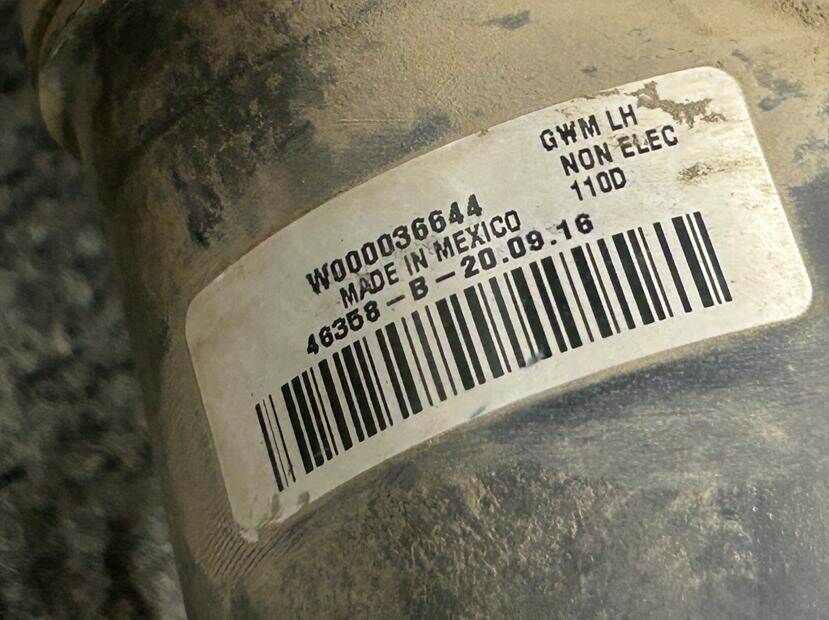 GWM LH
NON ELEC
110D
W000036644
MADE IN MEXICO
46358-B-20.09.16